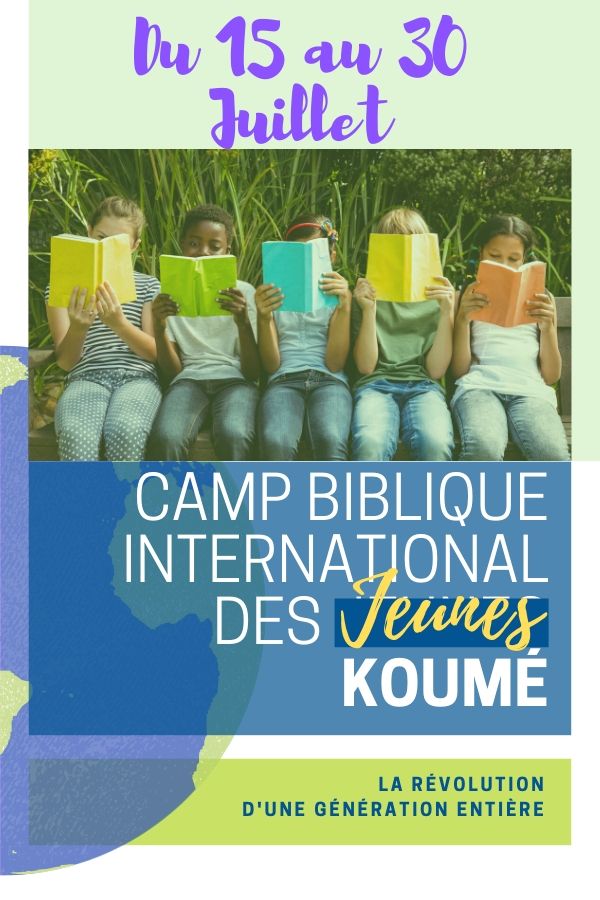 Du 15 au 30
Juillet
CAMP BIBLIQUE
INTERNATIONAL
DES Jeunes
KOUMÉ
LA RÉVOLUTION
D'UNE GÉNÉRATION ENTIÈRE